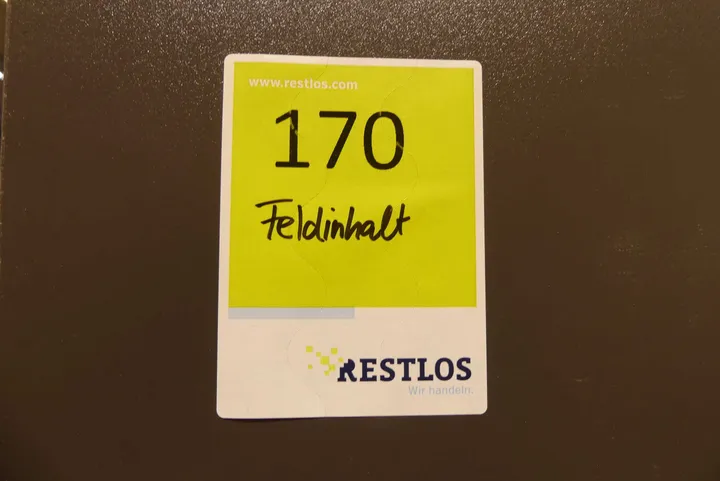 www.restlos.com
170
Feldinhalt
RESTLOS
Wir handeln.